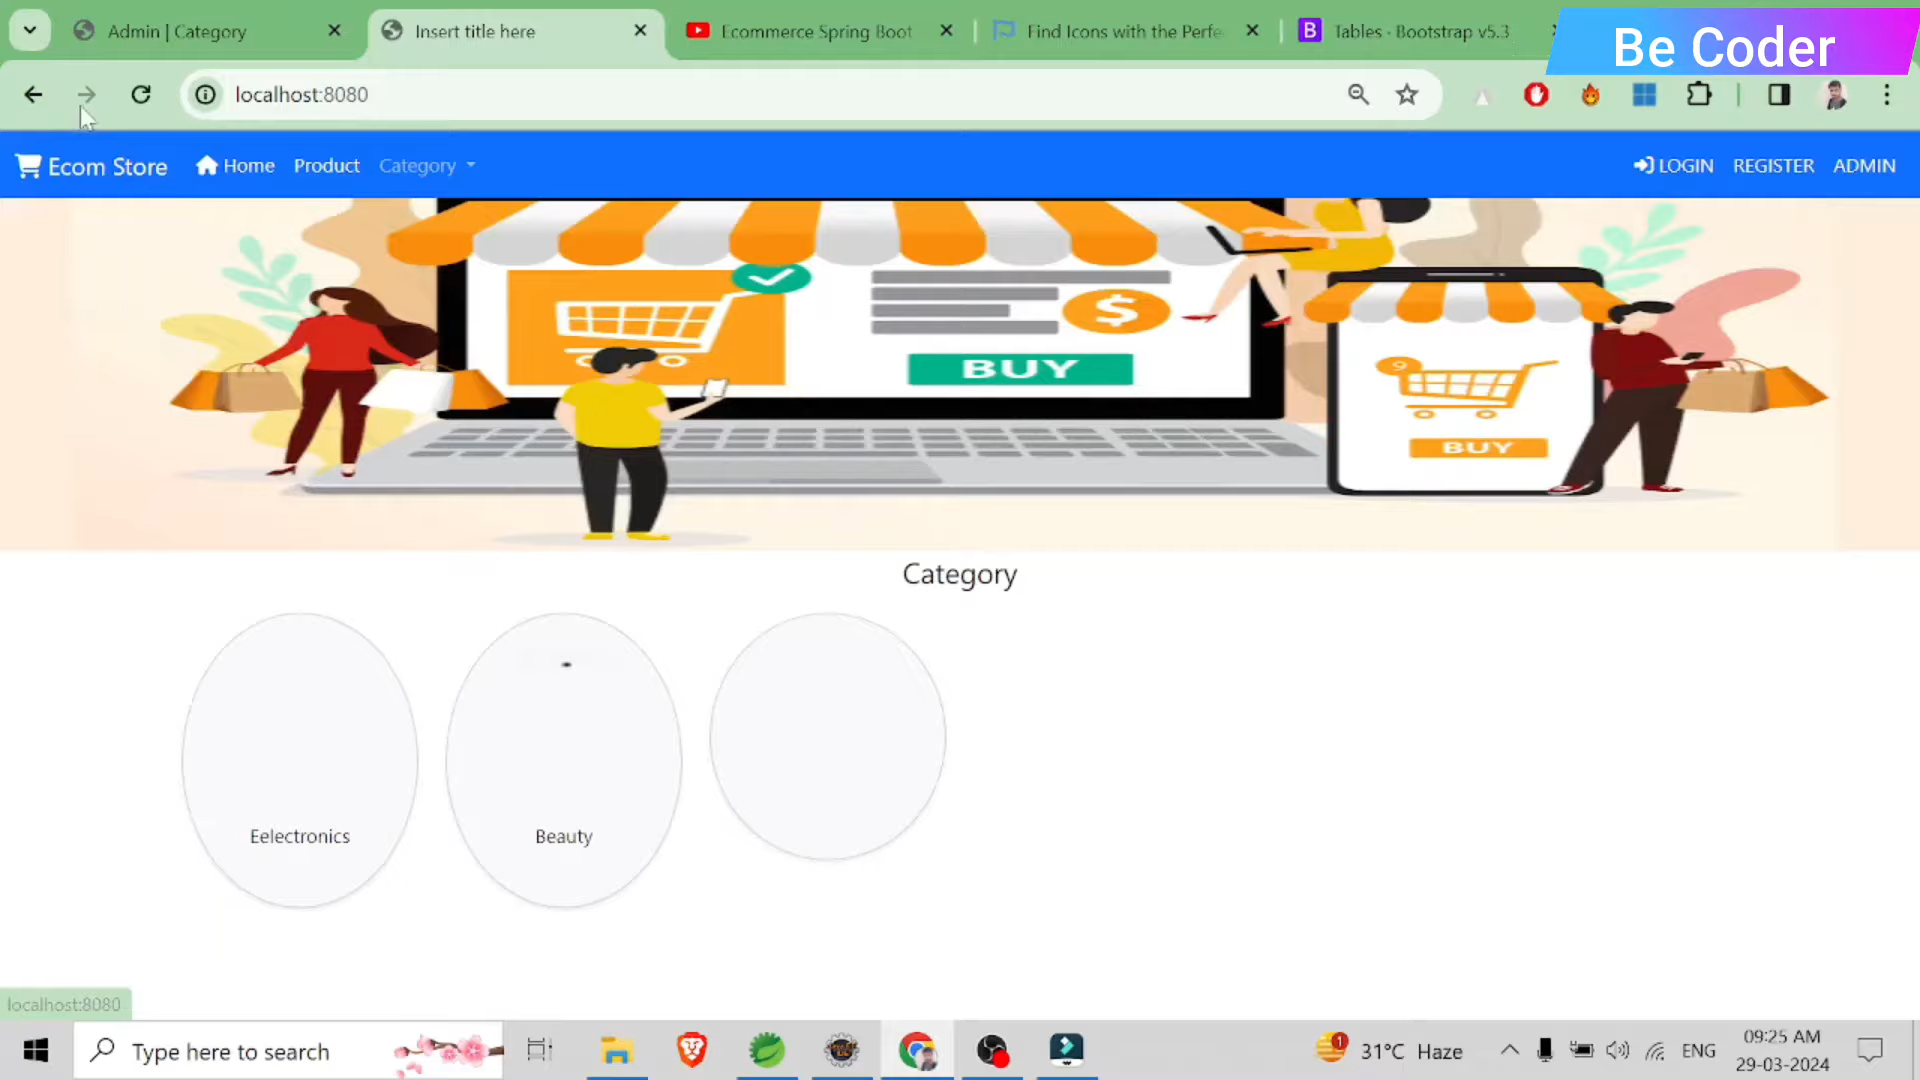 Admin | Category
Insert title here
Ecommerce Spring Boot
Find Icons with the Perfe
Tables · Bootstrap v5.3
Be Coder
localhost:8080
Ecom Store
Home
Product
Category
LOGIN
REGISTER
ADMIN
$
BUY
9
BUY
Category
Eelectronics
Beauty
localhost:8080
Type here to search
1
31°C Haze
ENG
09:25 AM
29-03-2024